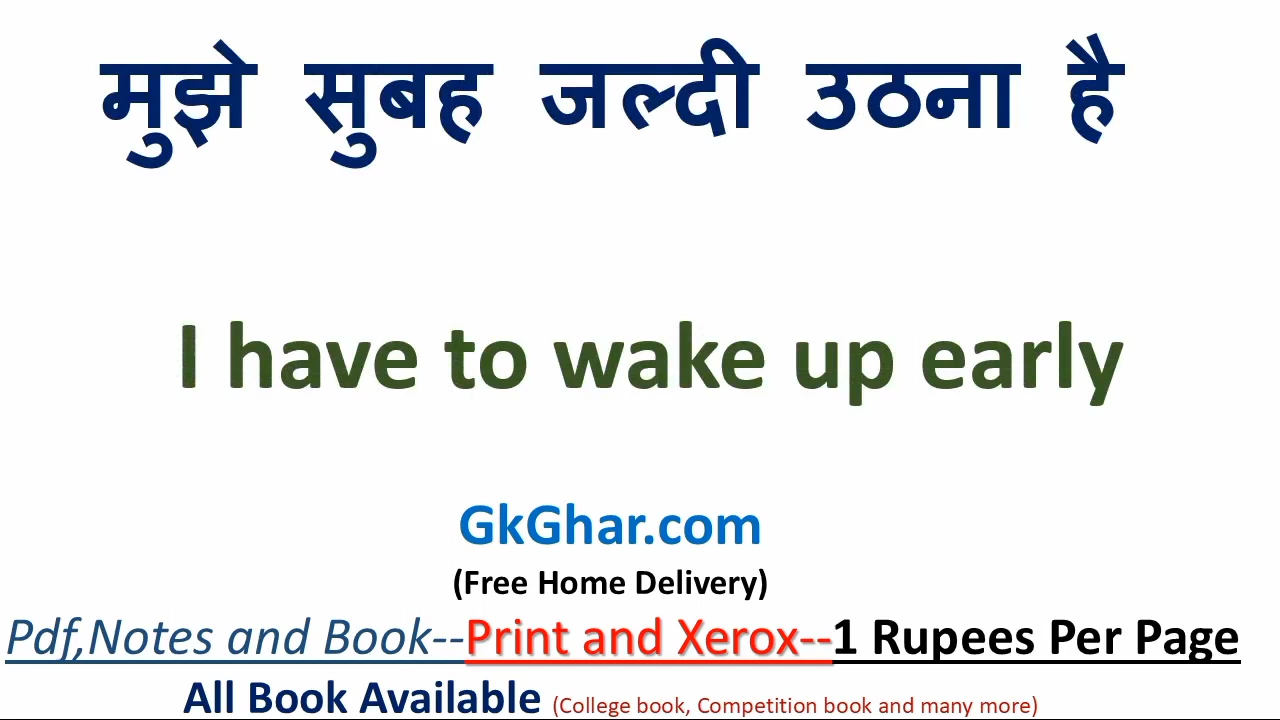 मुझे सुबह जल्दी उठना है
I have to wake up early
GkGhar.com
(Free Home Delivery)
Pdf,Notes and Book--Print and Xerox--1 Rupees Per Page
All Book Available (College book, Competition book and many more)